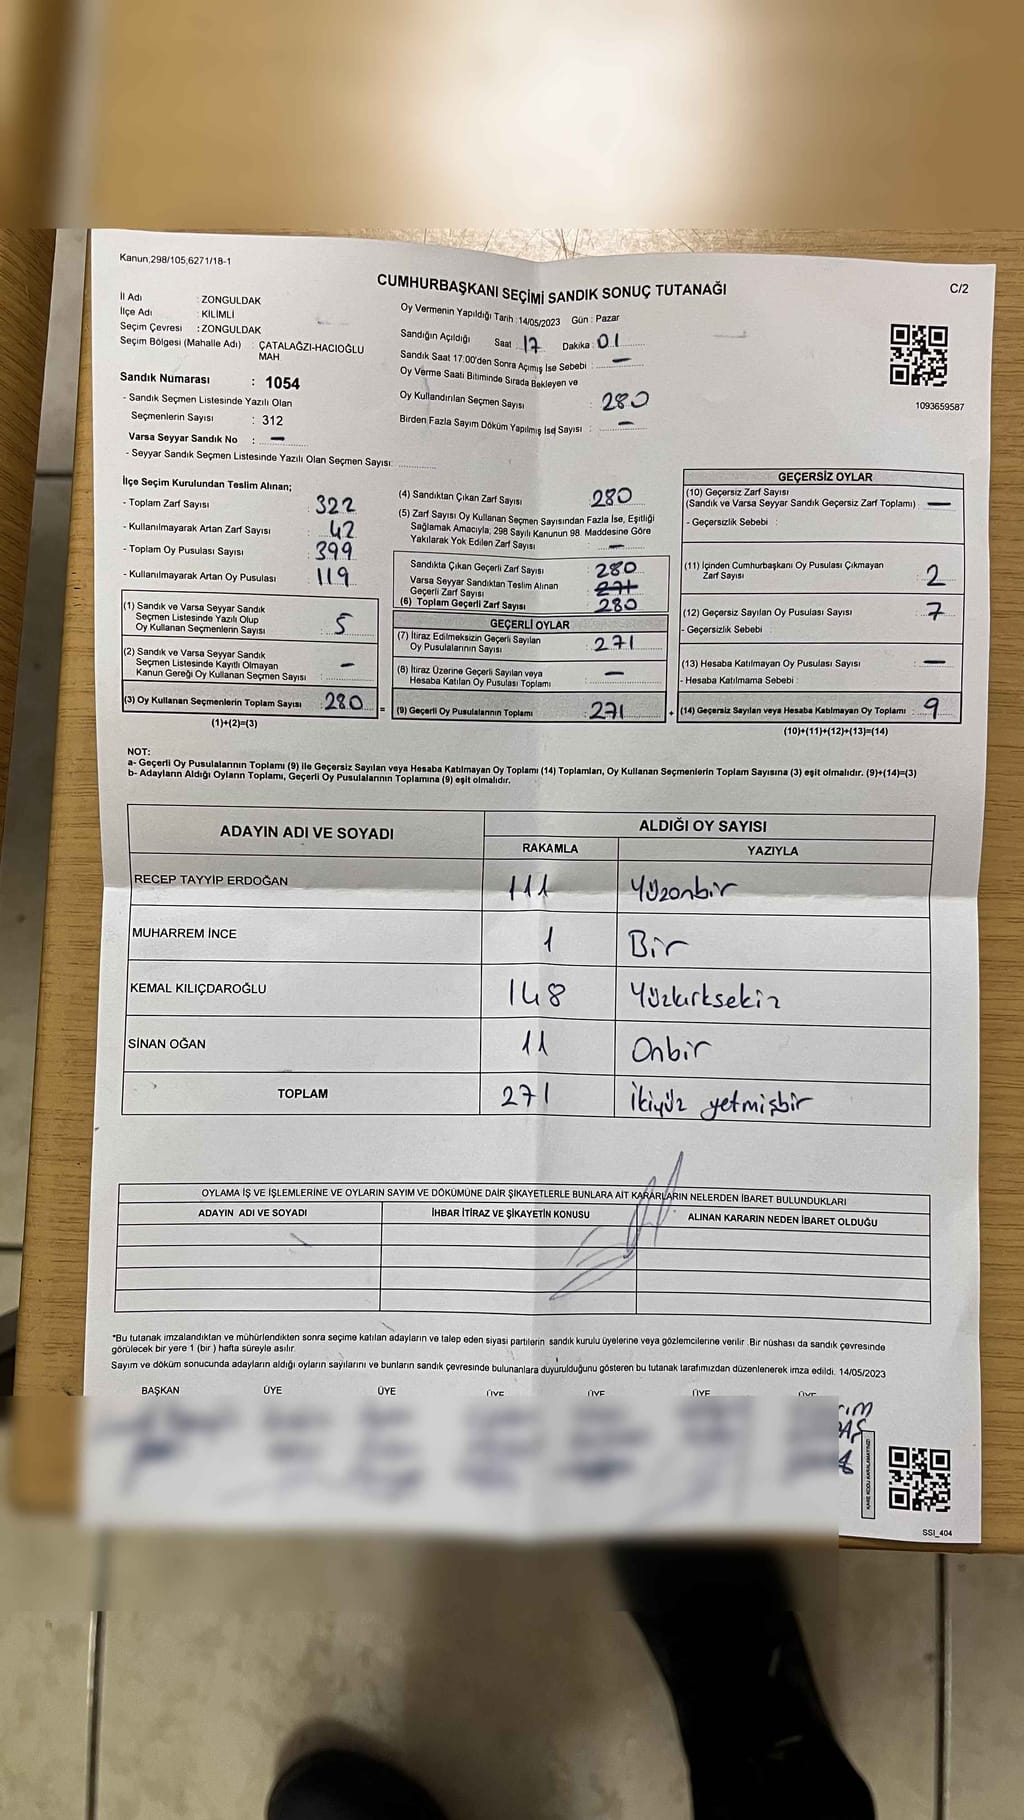 Kanun.298/105,6271/18-1
CUMHURBAŞKANI SEÇİMİ SANDIK SONUÇ TUTANAĞI
C/2
İl Adı : ZONGULDAK
İlçe Adı : KİLİMLİ
Seçim Çevresi : ZONGULDAK
Seçim Bölgesi (Mahalle Adı) : ÇATALAĞZI-HACIOĞLU
MAH
Sandık Numarası : 1054
- Sandık Seçmen Listesinde Yazılı Olan
Seçmenlerin Sayısı : 312
Varsa Seyyar Sandık No : —
- Seyyar Sandık Seçmen Listesinde Yazılı Olan Seçmen Sayısı:
Oy Vermenin Yapıldığı Tarih : 14/05/2023 Gün : Pazar
Sandığın Açıldığı Saat : 17 Dakika : 01
Sandık Saat 17:00'den Sonra Açımış İse Sebebi : —
Oy Verme Saati Bitiminde Sırada Bekleyen ve
Oy Kullandırılan Seçmen Sayısı : 280
Birden Fazla Sayım Döküm Yapılmış İse Sayısı : —
1093659587
İlçe Seçim Kurulundan Teslim Alınan;
- Toplam Zarf Sayısı : 322
- Kullanılmayarak Artan Zarf Sayısı : 42
- Toplam Oy Pusulası Sayısı : 399
- Kullanılmayarak Artan Oy Pusulası : 119
(1) Sandık ve Varsa Seyyar Sandık
Seçmen Listesinde Yazılı Olup
Oy Kullanan Seçmenlerin Sayısı : 5
(2) Sandık ve Varsa Seyyar Sandık
Seçmen Listesinde Kayıtlı Olmayan
Kanun Gereği Oy Kullanan Seçmen Sayısı : —
(3) Oy Kullanan Seçmenlerin Toplam Sayısı : 280
(1)+(2)=(3)
(4) Sandıktan Çıkan Zarf Sayısı : 280
(5) Zarf Sayısı Oy Kullanan Seçmen Sayısından Fazla İse, Eşitliği
Sağlamak Amacıyla, 298 Sayılı Kanunun 98. Maddesine Göre
Yakılarak Yok Edilen Zarf Sayısı : —
Sandıkta Çıkan Geçerli Zarf Sayısı : 280
Varsa Seyyar Sandıktan Teslim Alınan
Geçerli Zarf Sayısı : 271
(6) Toplam Geçerli Zarf Sayısı : 280
GEÇERLİ OYLAR
(7) İtiraz Edilmeksizin Geçerli Sayılan
Oy Pusulalarının Sayısı : 271
(8) İtiraz Üzerine Geçerli Sayılan veya
Hesaba Katılan Oy Pusulası Toplamı : —
= (9) Geçerli Oy Pusulalarının Toplamı : 271
GEÇERSİZ OYLAR
(10) Geçersiz Zarf Sayısı
(Sandık ve Varsa Seyyar Sandık Geçersiz Zarf Toplamı) : —
- Geçersizlik Sebebi :
(11) İçinden Cumhurbaşkanı Oy Pusulası Çıkmayan
Zarf Sayısı : 2
(12) Geçersiz Sayılan Oy Pusulası Sayısı : 7
- Geçersizlik Sebebi :
(13) Hesaba Katılmayan Oy Pusulası Sayısı : —
- Hesaba Katılmama Sebebi :
+ (14) Geçersiz Sayılan veya Hesaba Katılmayan Oy Toplamı : 9
(10)+(11)+(12)+(13)=(14)
NOT:
a- Geçerli Oy Pusulalarının Toplamı (9) ile Geçersiz Sayılan veya Hesaba Katılmayan Oy Toplamı (14) Toplamları, Oy Kullanan Seçmenlerin Toplam Sayısına (3) eşit olmalıdır. (9)+(14)=(3)
b- Adayların Aldığı Oyların Toplamı, Geçerli Oy Pusulalarının Toplamına (9) eşit olmalıdır.
ADAYIN ADI VE SOYADI
ALDIĞI OY SAYISI
RAKAMLA YAZIYLA
RECEP TAYYİP ERDOĞAN 111 Yüzonbir
MUHARREM İNCE 1 Bir
KEMAL KILIÇDAROĞLU 148 Yüzkırksekiz
SİNAN OĞAN 11 Onbir
TOPLAM 271 İkiyüz yetmişbir
OYLAMA İŞ VE İŞLEMLERİNE VE OYLARIN SAYIM VE DÖKÜMÜNE DAİR ŞİKAYETLERLE BUNLARA AİT KARARLARIN NELERDEN İBARET BULUNDUKLARI
ADAYIN ADI VE SOYADI İHBAR İTİRAZ VE ŞİKAYETİN KONUSU ALINAN KARARIN NEDEN İBARET OLDUĞU
*Bu tutanak imzalandıktan ve mühürlendikten sonra seçime katılan adayların ve talep eden siyasi partilerin sandık kurulu üyelerine veya gözlemcilerine verilir. Bir nüshası da sandık çevresinde
görülecek bir yere 1 (bir) hafta süreyle asılır.
Sayım ve döküm sonucunda adayların aldığı oyların sayılarını ve bunların sandık çevresinde bulunanlara duyurulduğunu gösteren bu tutanak tarafımızdan düzenlenerek imza edildi. 14/05/2023
BAŞKAN ÜYE ÜYE ÜYE ÜYE ÜYE ÜYE
KARE KODU KARALAMAYINIZ!
SSI_404